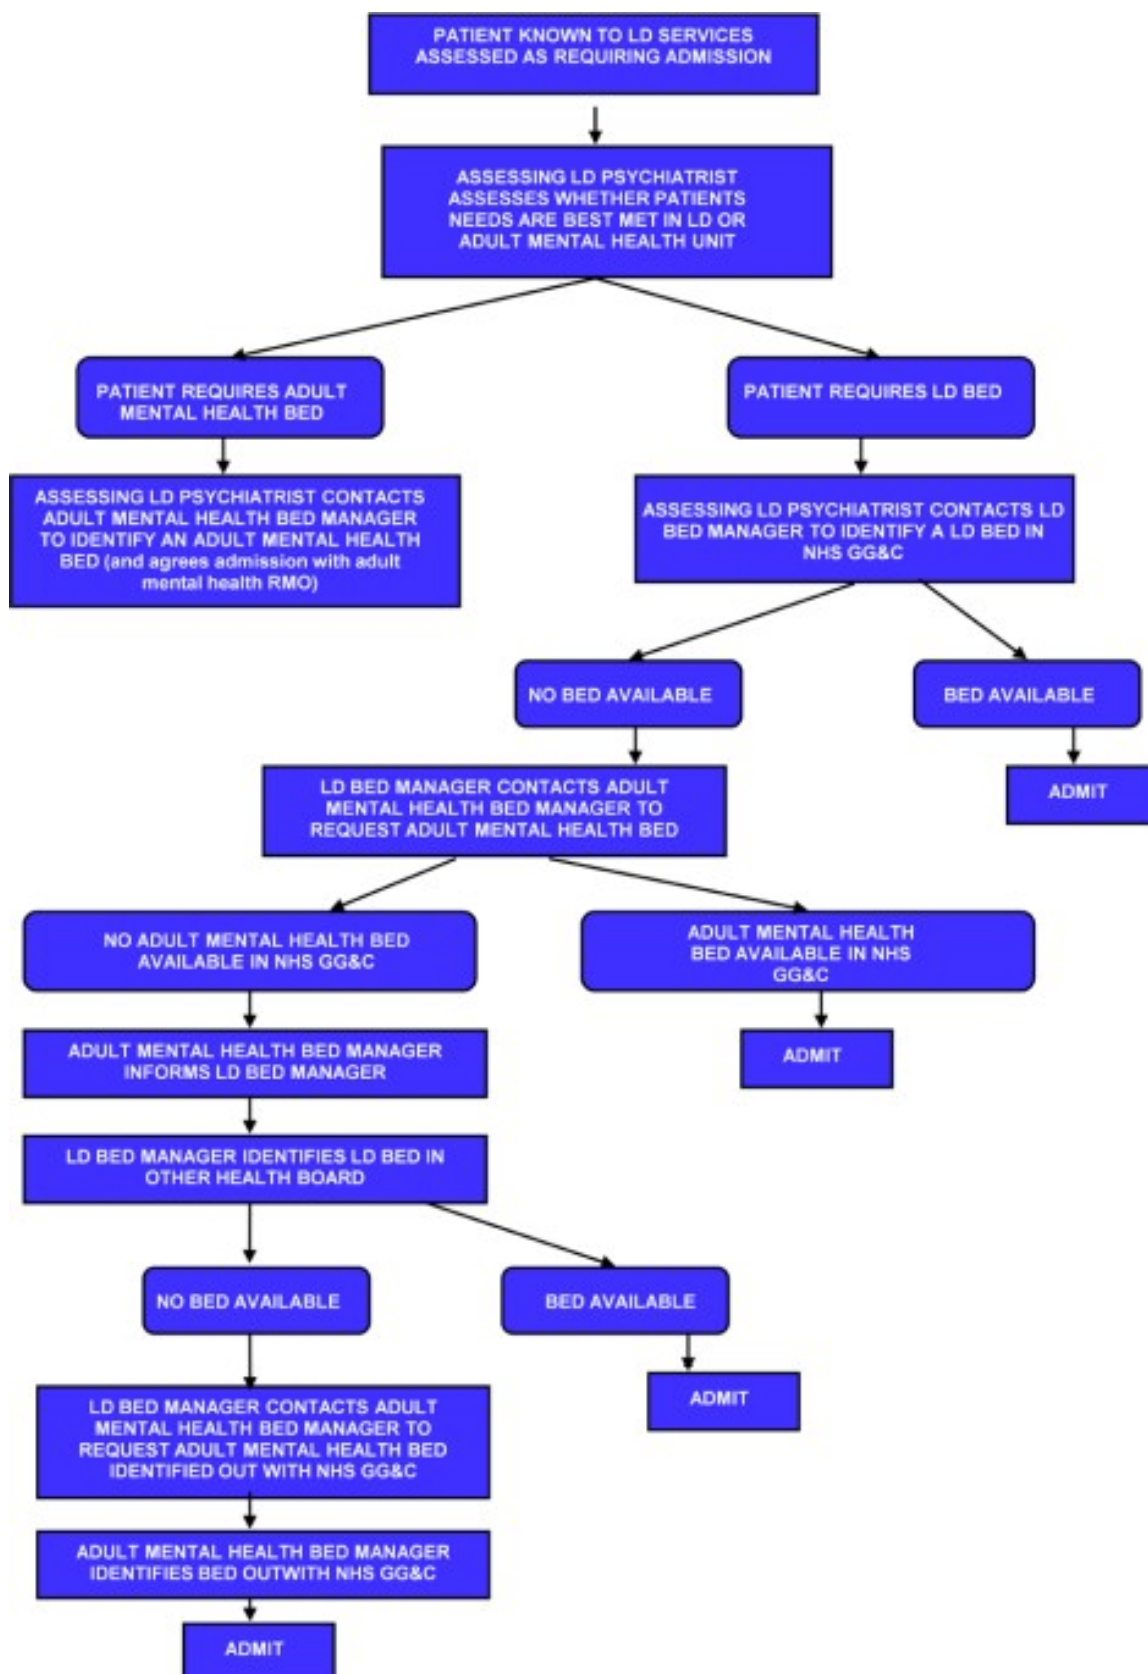 PATIENT KNOWN TO LD SERVICES
ASSESSED AS REQUIRING ADMISSION
ASSESSING LD PSYCHIATRIST
ASSESSES WHETHER PATIENTS
NEEDS ARE BEST MET IN LD OR
ADULT MENTAL HEALTH UNIT
PATIENT REQUIRES ADULT
MENTAL HEALTH BED
PATIENT REQUIRES LD BED
ASSESSING LD PSYCHIATRIST CONTACTS
ADULT MENTAL HEALTH BED MANAGER
TO IDENTIFY AN ADULT MENTAL HEALTH
BED (and agrees admission with adult
mental health RMO)
ASSESSING LD PSYCHIATRIST CONTACTS LD
BED MANAGER TO IDENTIFY A LD BED IN
NHS GG&C
NO BED AVAILABLE
BED AVAILABLE
LD BED MANAGER CONTACTS ADULT
MENTAL HEALTH BED MANAGER TO
REQUEST ADULT MENTAL HEALTH BED
ADMIT
NO ADULT MENTAL HEALTH BED
AVAILABLE IN NHS GG&C
ADULT MENTAL HEALTH
BED AVAILABLE IN NHS
GG&C
ADULT MENTAL HEALTH BED MANAGER
INFORMS LD BED MANAGER
ADMIT
LD BED MANAGER IDENTIFIES LD BED IN
OTHER HEALTH BOARD
NO BED AVAILABLE
BED AVAILABLE
ADMIT
LD BED MANAGER CONTACTS ADULT
MENTAL HEALTH BED MANAGER TO
REQUEST ADULT MENTAL HEALTH BED
IDENTIFIED OUT WITH NHS GG&C
ADULT MENTAL HEALTH BED MANAGER
IDENTIFIES BED OUTWITH NHS GG&C
ADMIT